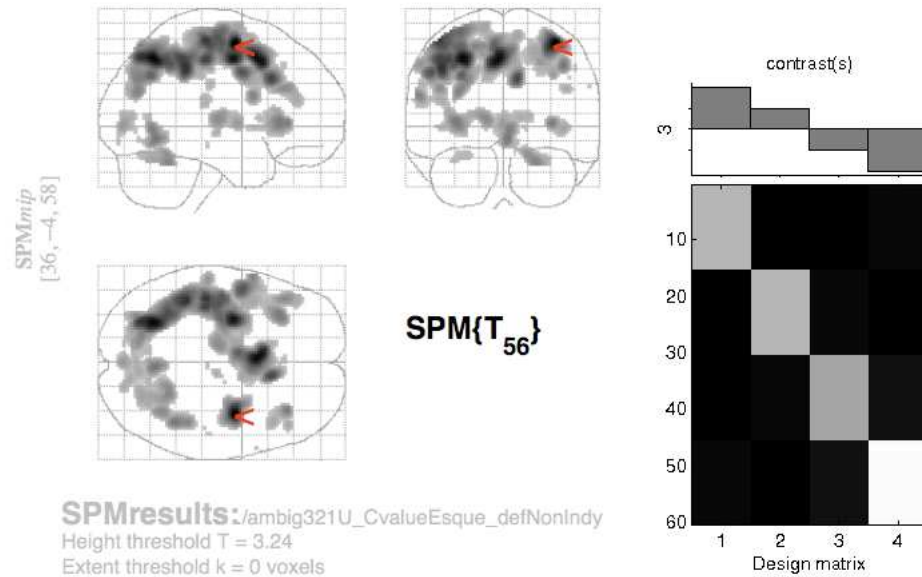 SPMmip
[36, −4, 58]
SPM{T56}
contrast(s)
3
10
20
30
40
50
60
1 2 3 4
Design matrix
SPMresults:./ambig321U_CvalueEsque_defNonIndy
Height threshold T = 3.24
Extent threshold k = 0 voxels